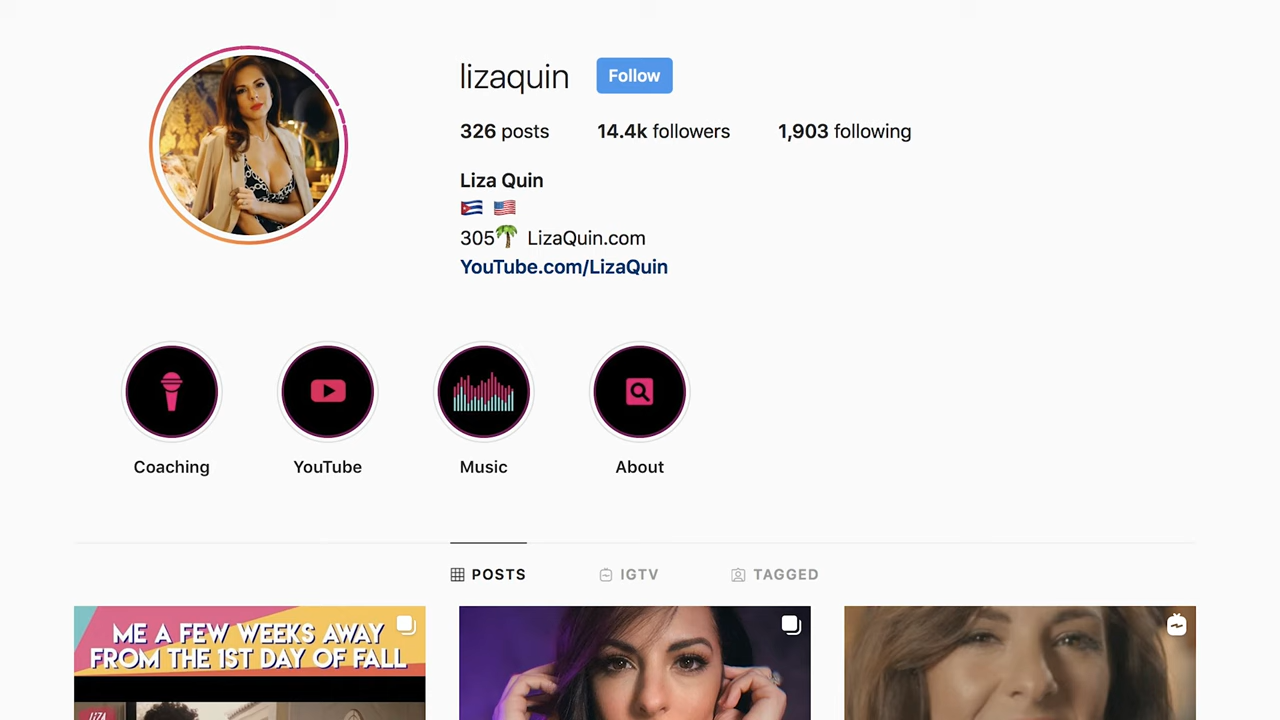 lizaquin Follow
326 posts 14.4k followers 1,903 following
Liza Quin
305 LizaQuin.com
YouTube.com/LizaQuin
Coaching YouTube Music About
POSTS IGTV TAGGED
ME A FEW WEEKS AWAY
FROM THE 1ST DAY OF FALL
LIZA